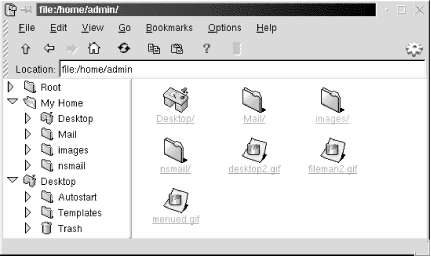 file:/home/admin/
File Edit View Go Bookmarks Options Help
?
Location: file:/home/admin
Root
My Home
Desktop
Mail
images
nsmail
Desktop
Autostart
Templates
Trash
Desktop/ Mail/ images/
nsmail/ desktop2.gif fileman2.gif
menued.gif